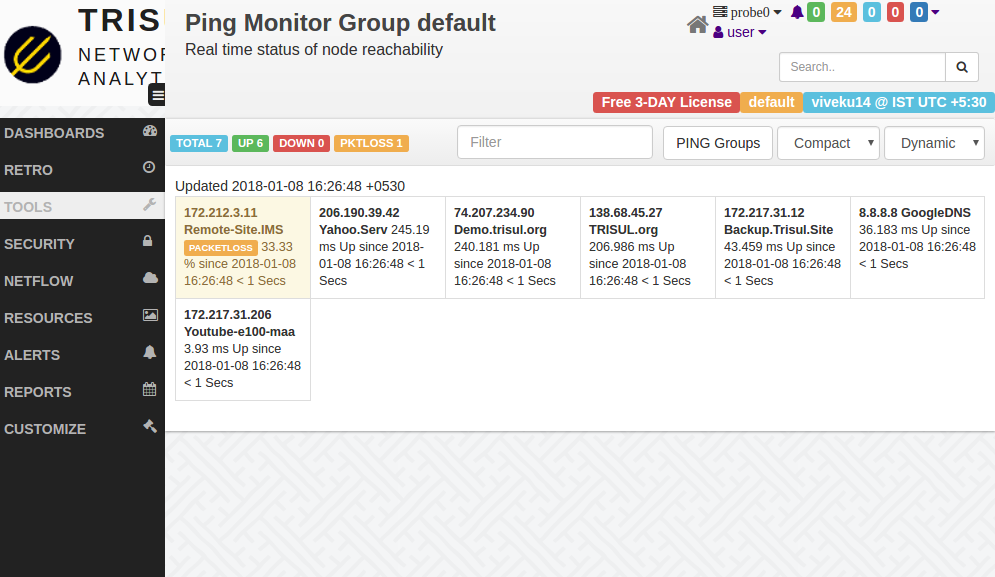 TRIS
NETWOR
ANALYT
Ping Monitor Group default
Real time status of node reachability
probe0 0 24 0 0 0
user
Search..
Free 3-DAY License default viveku14 @ IST UTC +5:30
DASHBOARDS
RETRO
TOOLS
SECURITY
NETFLOW
RESOURCES
ALERTS
REPORTS
CUSTOMIZE
TOTAL 7 UP 6 DOWN 0 PKTLOSS 1 Filter PING Groups Compact Dynamic
Updated 2018-01-08 16:26:48 +0530
172.212.3.11
Remote-Site.IMS
PACKETLOSS 33.33
% since 2018-01-08
16:26:48 < 1 Secs
206.190.39.42
Yahoo.Serv 245.19
ms Up since 2018-
01-08 16:26:48 < 1
Secs
74.207.234.90
Demo.trisul.org
240.181 ms Up
since 2018-01-08
16:26:48 < 1 Secs
138.68.45.27
TRISUL.org
206.986 ms Up
since 2018-01-08
16:26:48 < 1 Secs
172.217.31.12
Backup.Trisul.Site
43.459 ms Up since
2018-01-08 16:26:48
< 1 Secs
8.8.8.8 GoogleDNS
36.183 ms Up since
2018-01-08 16:26:48
< 1 Secs
172.217.31.206
Youtube-e100-maa
3.93 ms Up since
2018-01-08 16:26:48
< 1 Secs